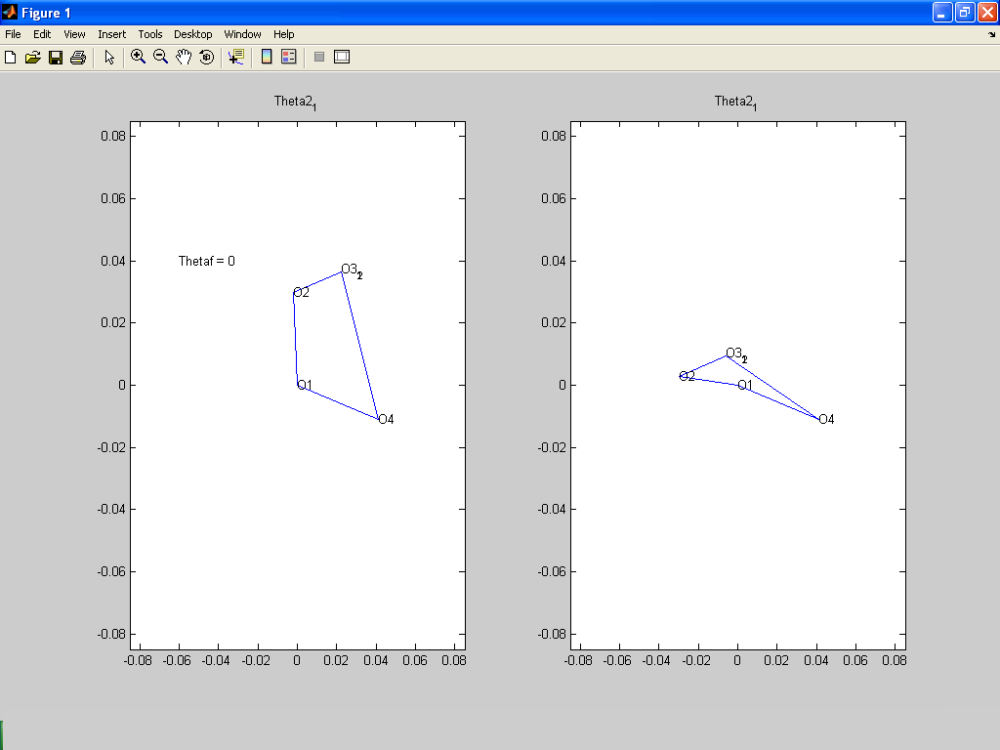 Figure 1
File Edit View Insert Tools Desktop Window Help
Theta2₁
0.08
0.06
0.04
0.02
0
-0.02
-0.04
-0.06
-0.08
-0.08 -0.06 -0.04 -0.02 0 0.02 0.04 0.06 0.08
Thetaf = 0
O3
O2
O1
O4
Theta2₁
0.08
0.06
0.04
0.02
0
-0.02
-0.04
-0.06
-0.08
-0.08 -0.06 -0.04 -0.02 0 0.02 0.04 0.06 0.08
O3
O2
O1
O4